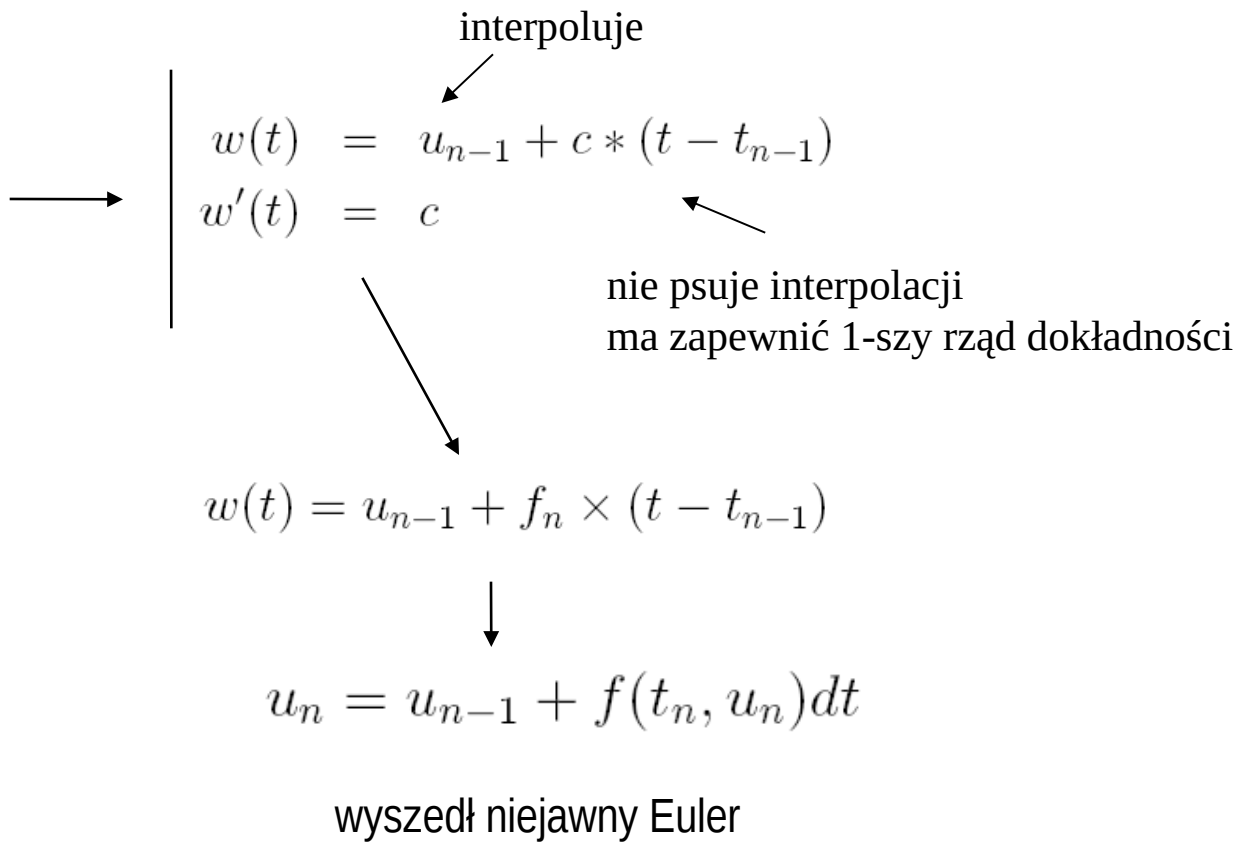 interpoluje
w(t) = u_{n-1} + c * (t - t_{n-1})
w'(t) = c
nie psuje interpolacji
ma zapewnić 1-szy rząd dokładności
w(t) = u_{n-1} + f_n × (t - t_{n-1})
u_n = u_{n-1} + f(t_n, u_n)dt
wyszedł niejawny Euler